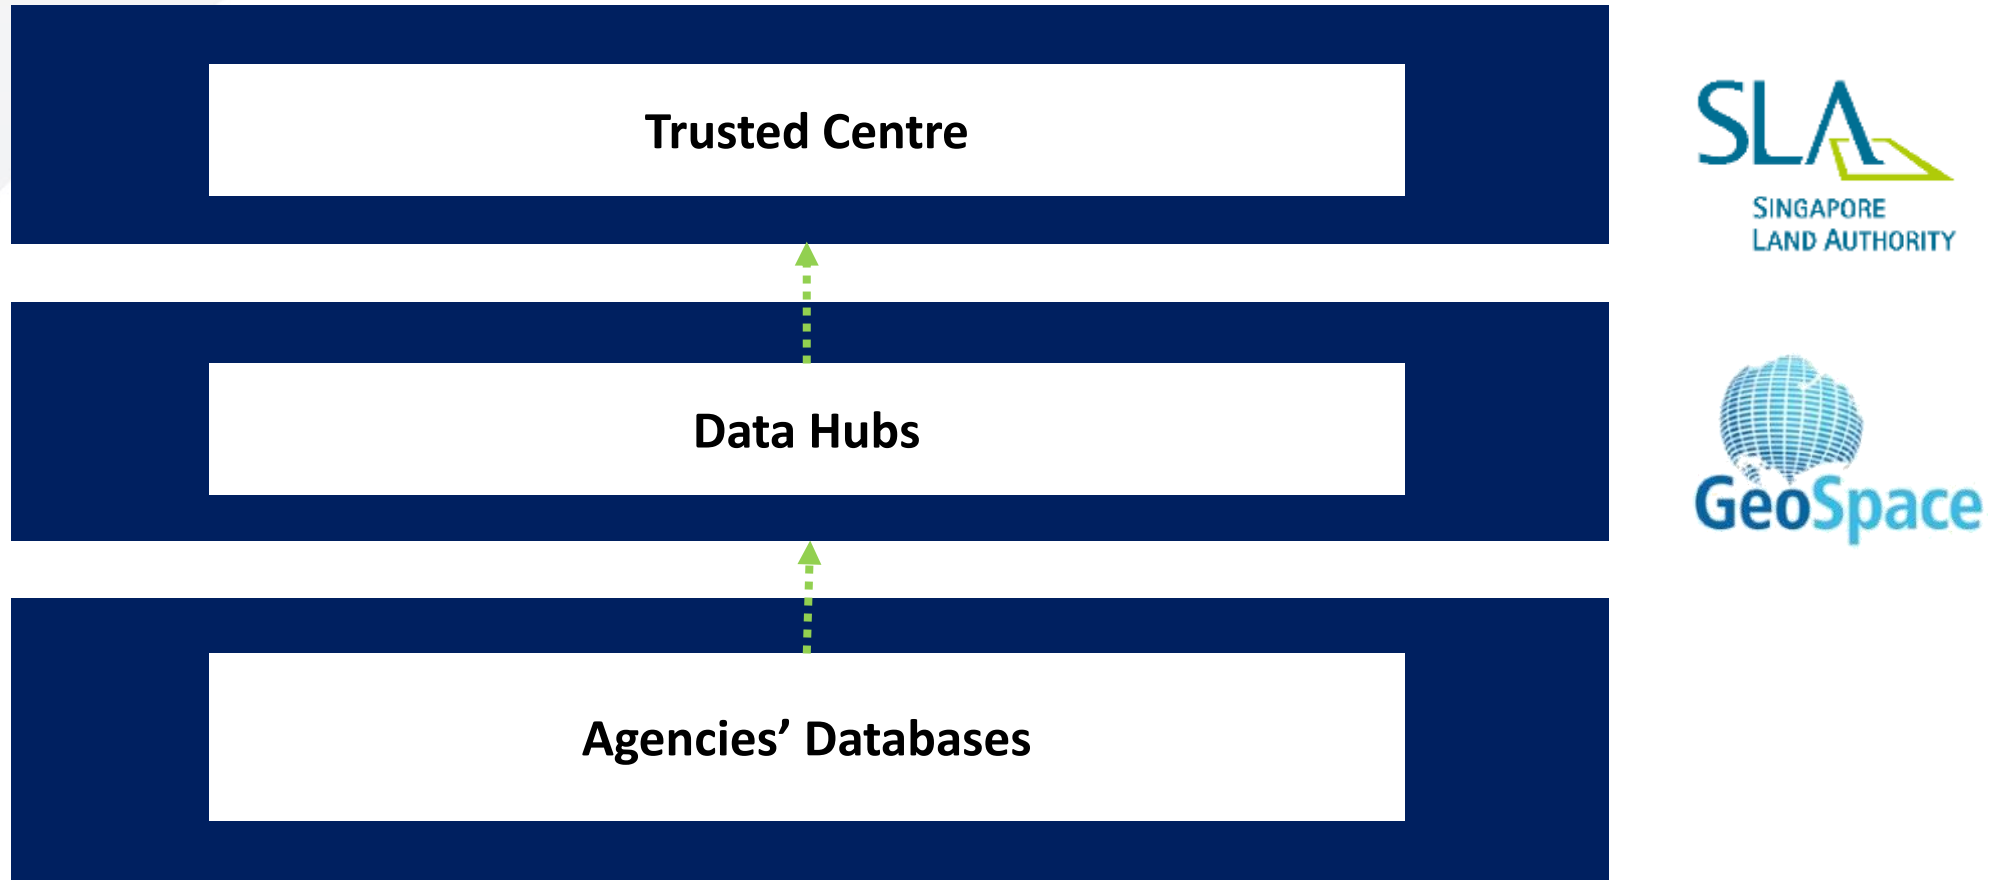 Trusted Centre
SLA
SINGAPORE
LAND AUTHORITY
Data Hubs
GeoSpace
Agencies’ Databases